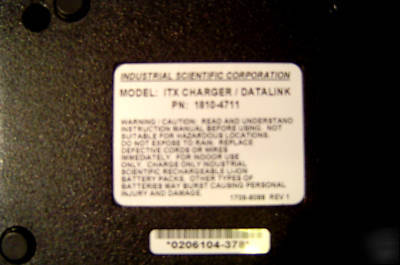 INDUSTRIAL SCIENTIFIC CORPORATION
MODEL: ITX CHARGER / DATALINK
PN: 1810-4711
WARNING / CAUTION: READ AND UNDERSTAND
INSTRUCTION MANUAL BEFORE USING. NOT
SUITABLE FOR HAZARDOUS LOCATIONS.
DO NOT EXPOSE TO RAIN. REPLACE
DEFECTIVE CORDS OR WIRES
IMMEDIATELY. FOR INDOOR USE
ONLY. CHARGE ONLY INDUSTRIAL
SCIENTIFIC RECHARGEABLE LI-ION
BATTERY PACKS. OTHER TYPES OF
BATTERIES MAY BURST CAUSING PERSONAL
INJURY AND DAMAGE.
1709-8088 REV 1
*0206104-378*